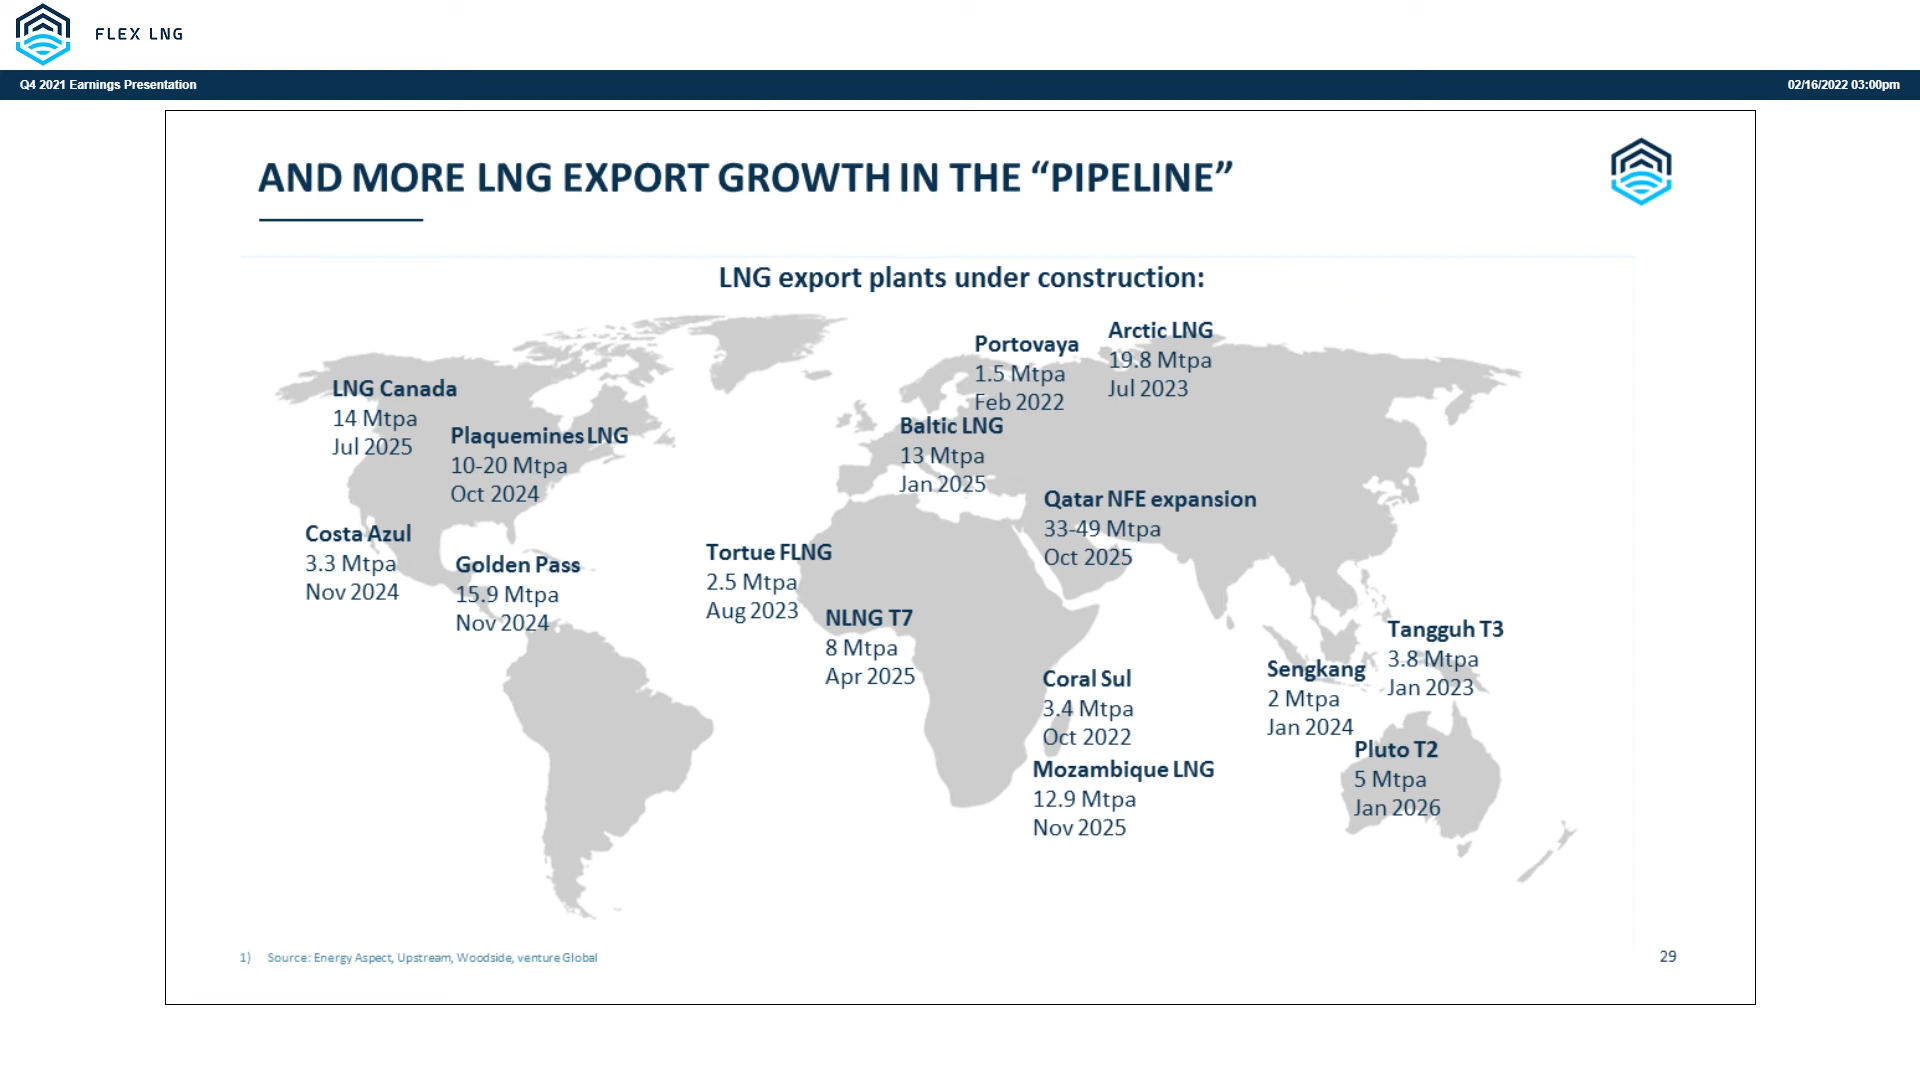 FLEX LNG
Q4 2021 Earnings Presentation
02/16/2022 03:00pm
AND MORE LNG EXPORT GROWTH IN THE “PIPELINE”
LNG export plants under construction:
LNG Canada
14 Mtpa
Jul 2025
Plaquemines LNG
10-20 Mtpa
Oct 2024
Costa Azul
3.3 Mtpa
Nov 2024
Golden Pass
15.9 Mtpa
Nov 2024
Portovaya
1.5 Mtpa
Feb 2022
Arctic LNG
19.8 Mtpa
Jul 2023
Baltic LNG
13 Mtpa
Jan 2025
Qatar NFE expansion
33-49 Mtpa
Oct 2025
Tortue FLNG
2.5 Mtpa
Aug 2023
NLNG T7
8 Mtpa
Apr 2025
Coral Sul
3.4 Mtpa
Oct 2022
Mozambique LNG
12.9 Mtpa
Nov 2025
Tangguh T3
3.8 Mtpa
Jan 2023
Sengkang
2 Mtpa
Jan 2024
Pluto T2
5 Mtpa
Jan 2026
1) Source: Energy Aspect, Upstream, Woodside, venture Global
29